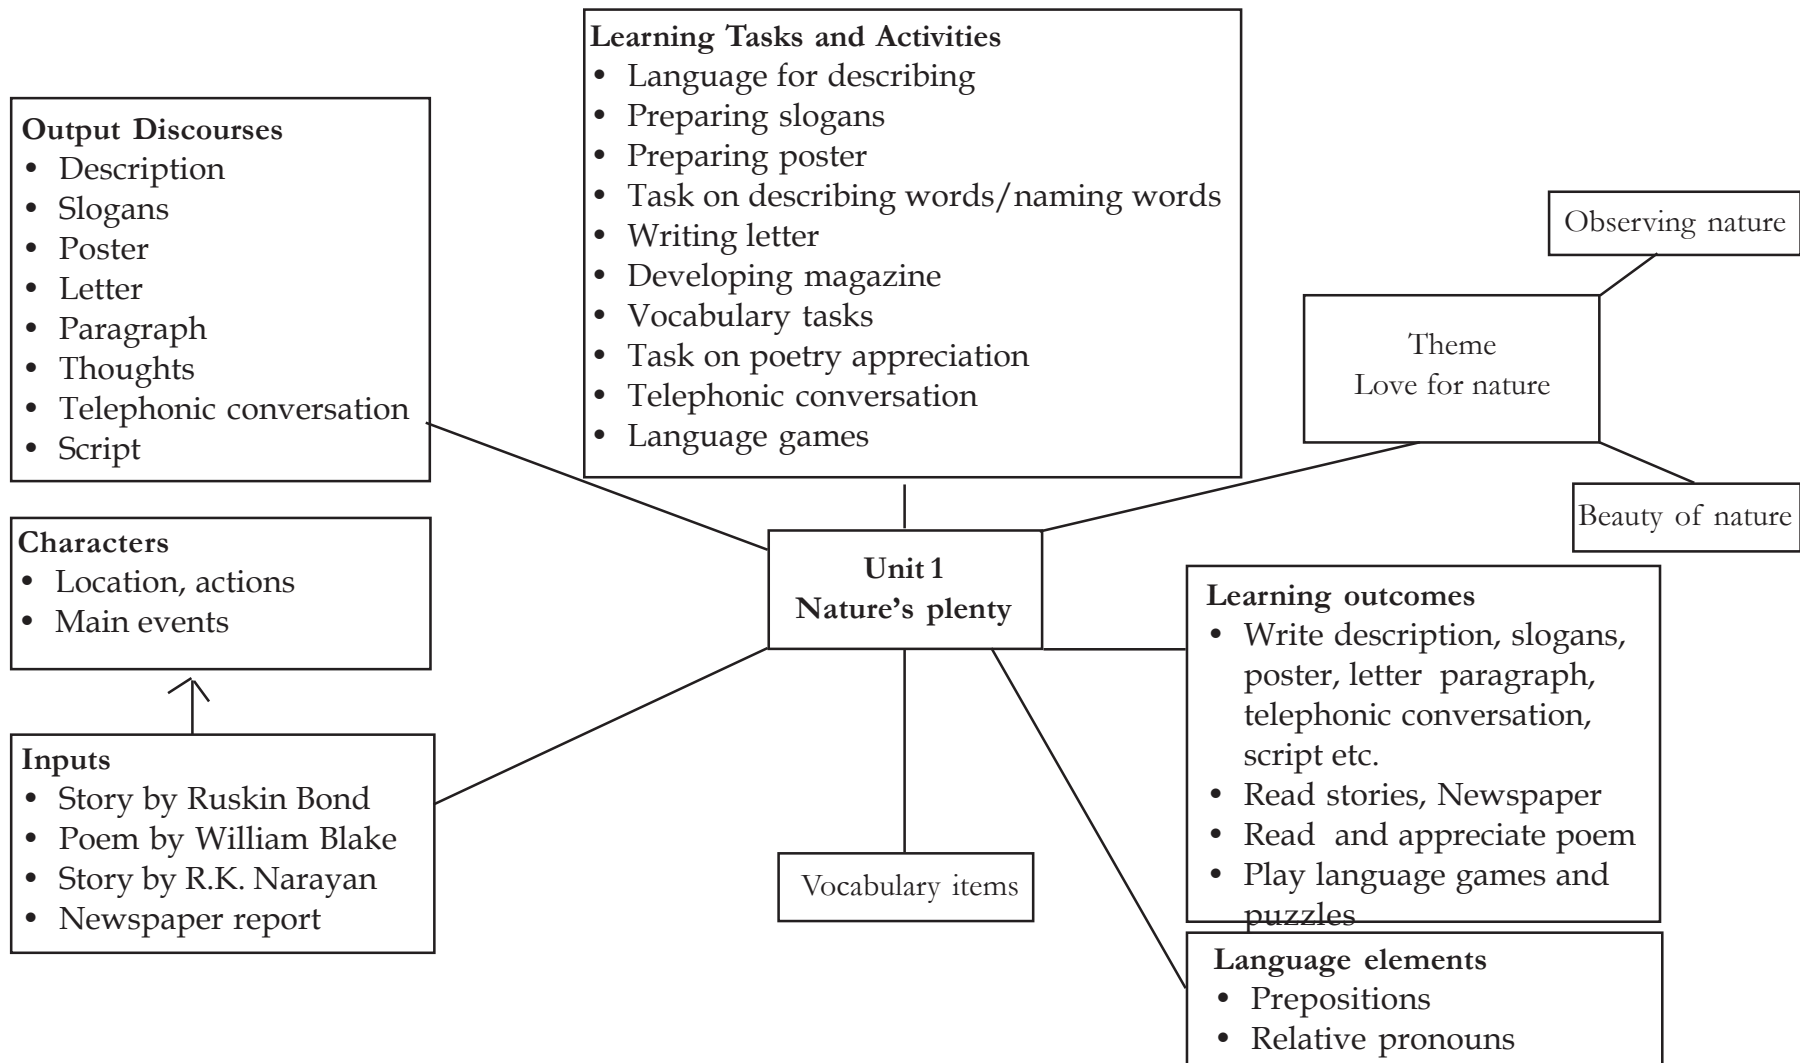 Learning Tasks and Activities
• Language for describing
• Preparing slogans
• Preparing poster
• Task on describing words/naming words
• Writing letter
• Developing magazine
• Vocabulary tasks
• Task on poetry appreciation
• Telephonic conversation
• Language games
Output Discourses
• Description
• Slogans
• Poster
• Letter
• Paragraph
• Thoughts
• Telephonic conversation
• Script
Observing nature
Theme
Love for nature
Beauty of nature
Characters
• Location, actions
• Main events
Unit 1
Nature's plenty
Inputs
• Story by Ruskin Bond
• Poem by William Blake
• Story by R.K. Narayan
• Newspaper report
Vocabulary items
Learning outcomes
• Write description, slogans,
poster, letter paragraph,
telephonic conversation,
script etc.
• Read stories, Newspaper
• Read and appreciate poem
• Play language games and
puzzles
Language elements
• Prepositions
• Relative pronouns